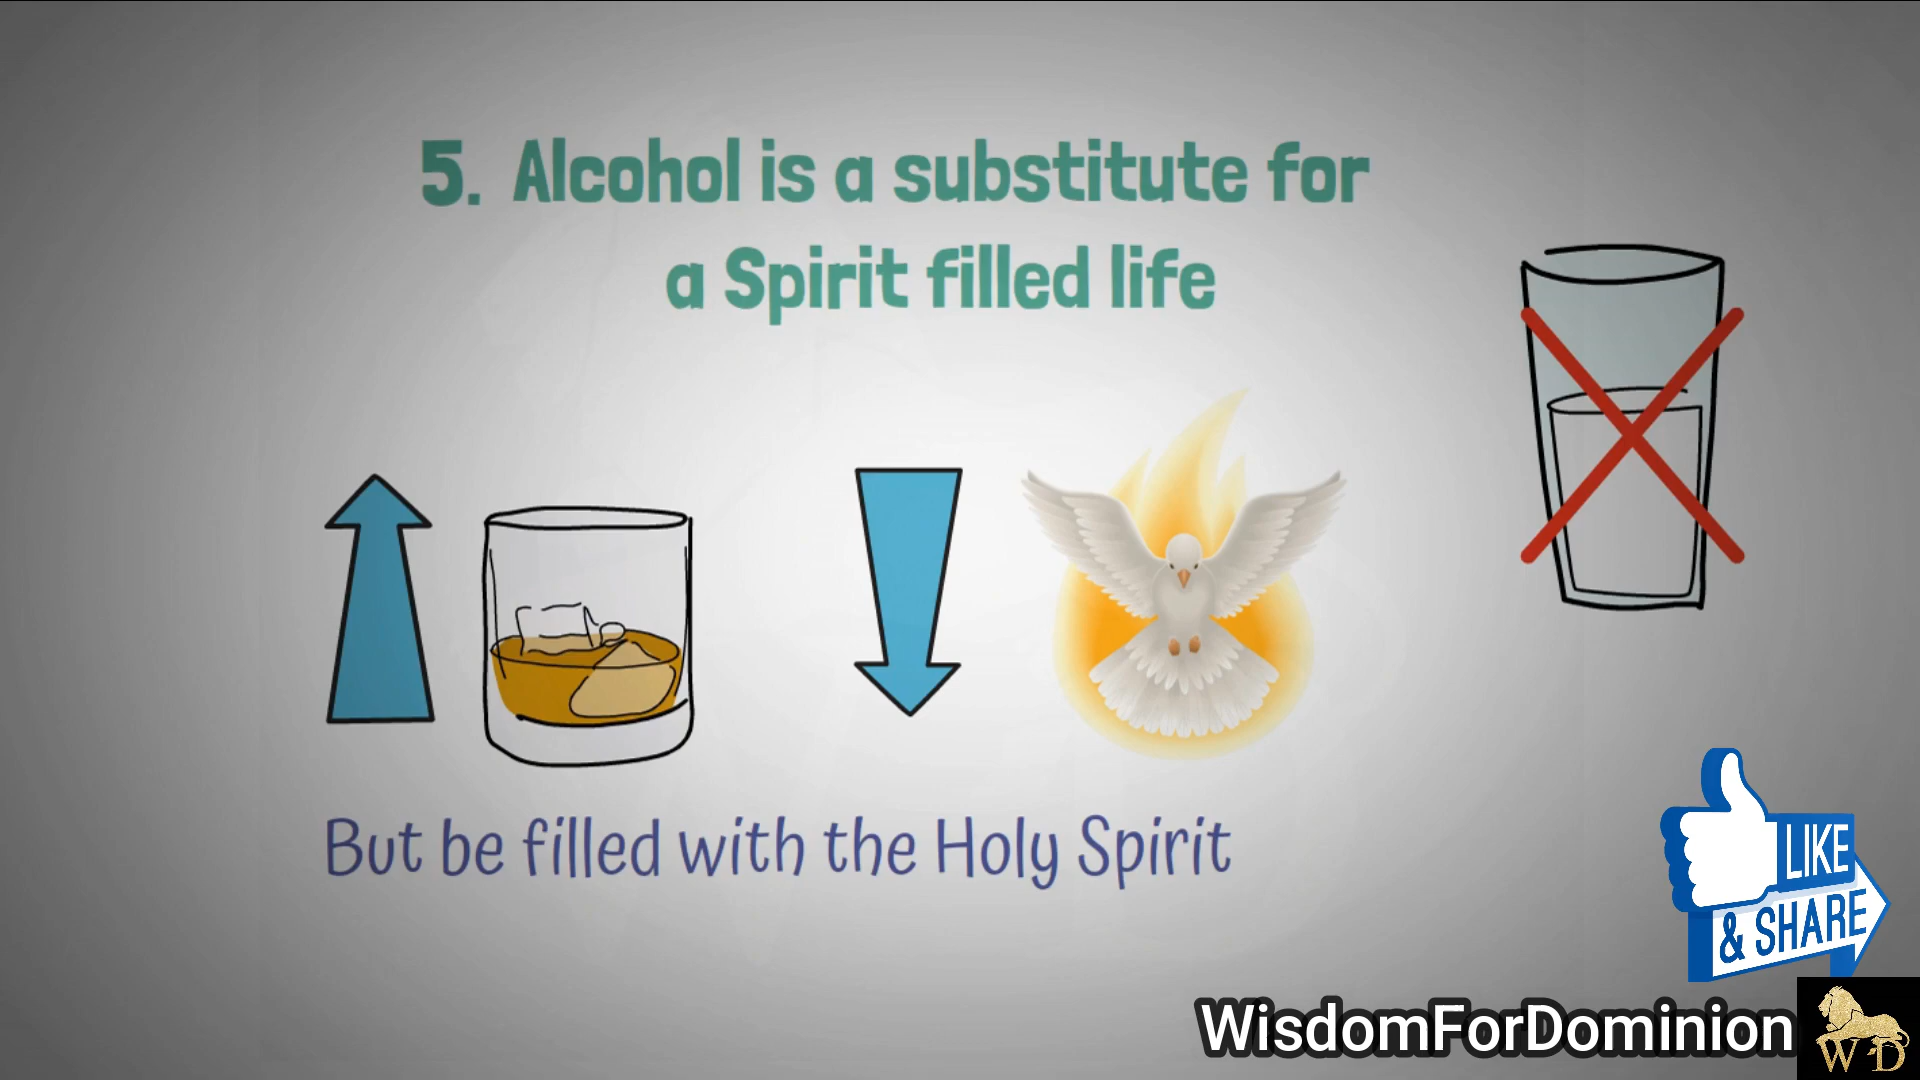 5. Alcohol is a substitute for
a Spirit filled life
But be filled with the Holy Spirit
LIKE
& SHARE
WisdomForDominion
WD